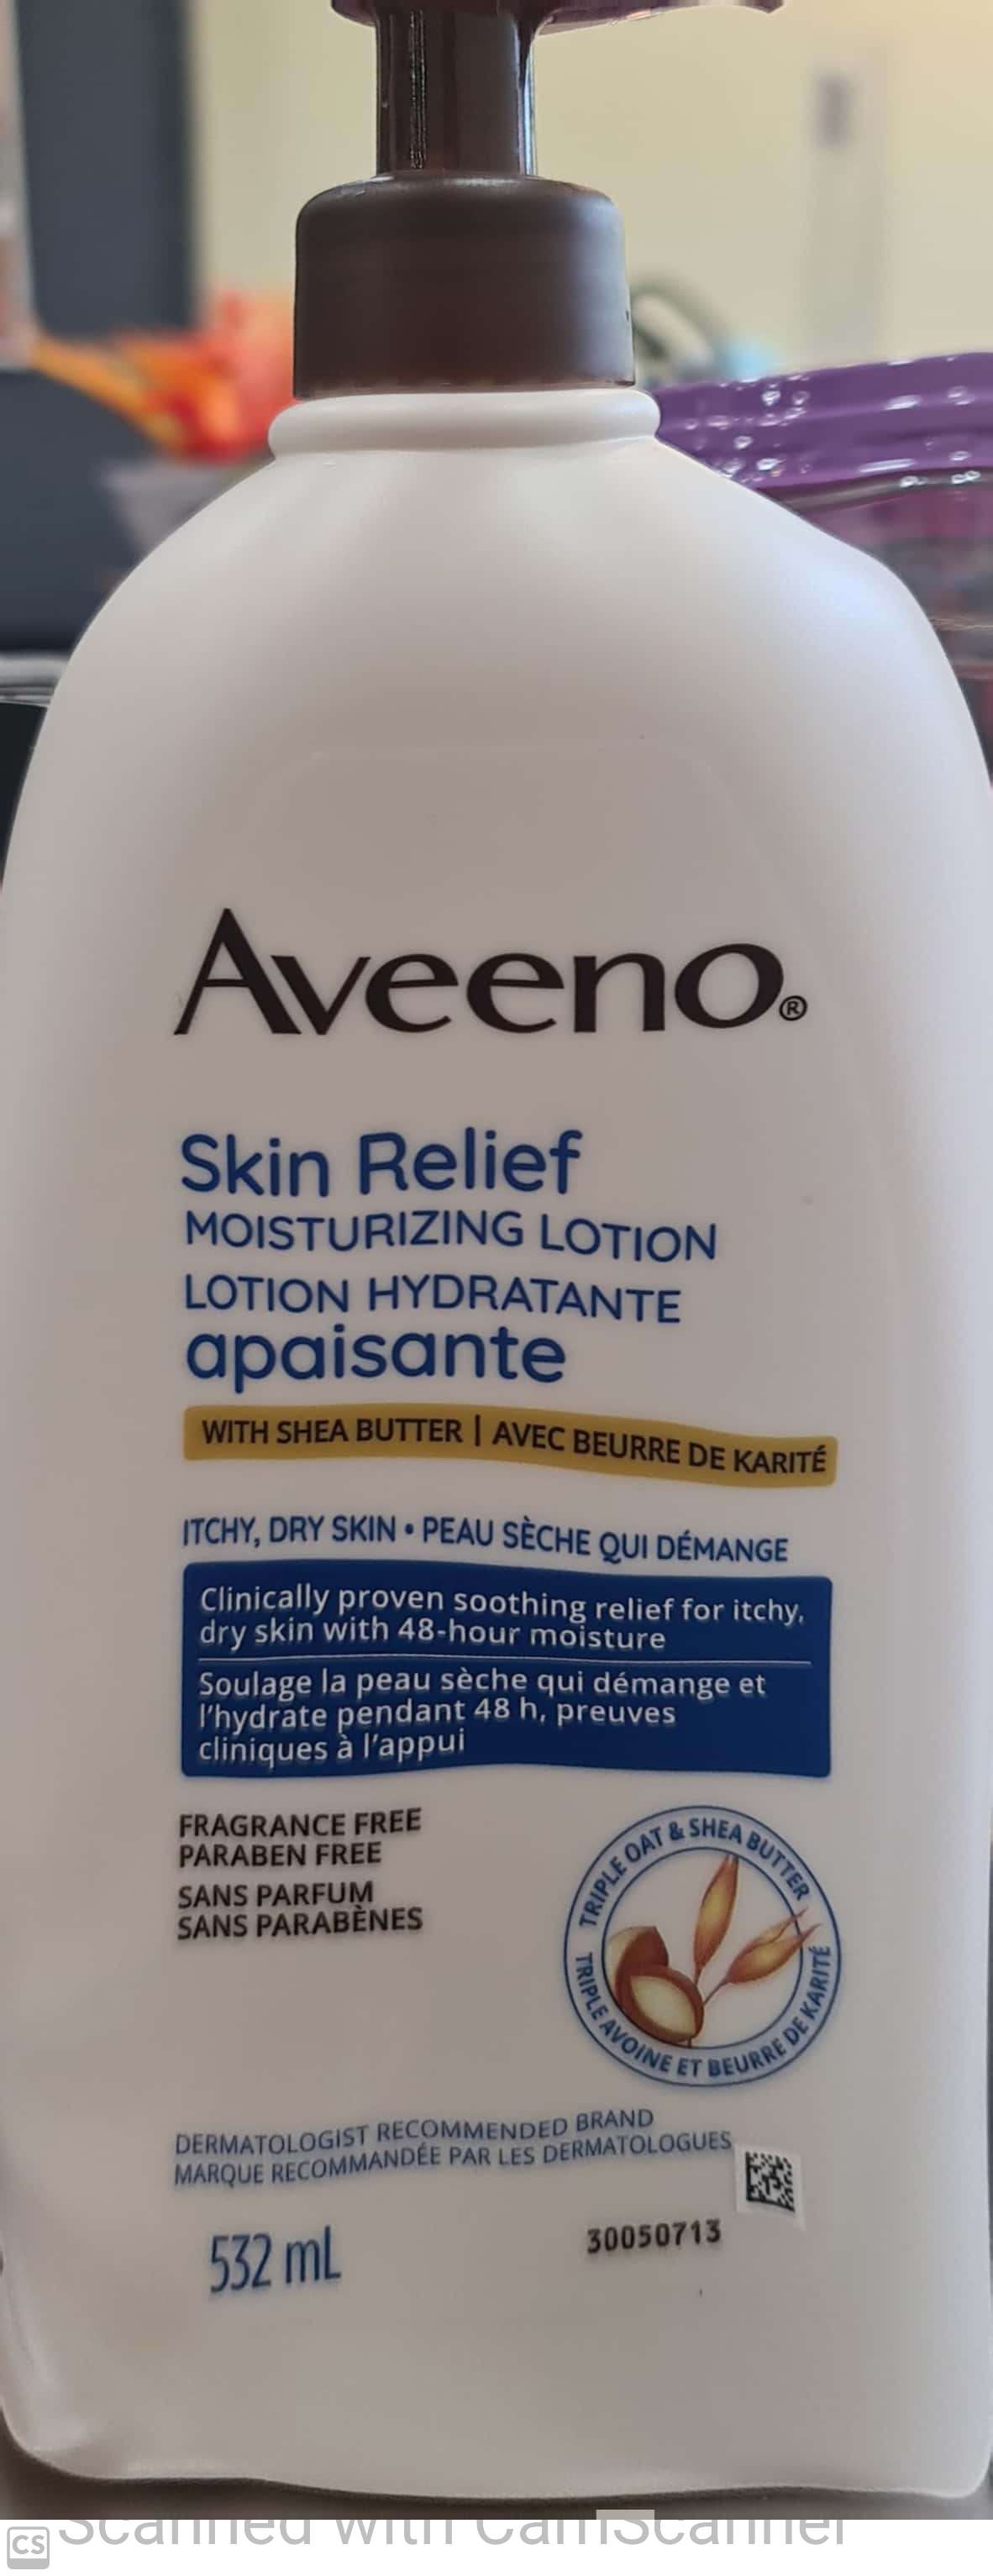 Aveeno®
Skin Relief
MOISTURIZING LOTION
LOTION HYDRATANTE
apaisante
WITH SHEA BUTTER | AVEC BEURRE DE KARITÉ
ITCHY, DRY SKIN • PEAU SÈCHE QUI DÉMANGE
Clinically proven soothing relief for itchy,
dry skin with 48-hour moisture
Soulage la peau sèche qui démange et
l'hydrate pendant 48 h, preuves
cliniques à l'appui
FRAGRANCE FREE
PARABEN FREE
SANS PARFUM
SANS PARABÈNES
TRIPLE OAT & SHEA BUTTER
TRIPLE AVOINE ET BEURRE DE KARITÉ
DERMATOLOGIST RECOMMENDED BRAND
MARQUE RECOMMANDÉE PAR LES DERMATOLOGUES
532 mL
30050713
CS Scanned with CamScanner